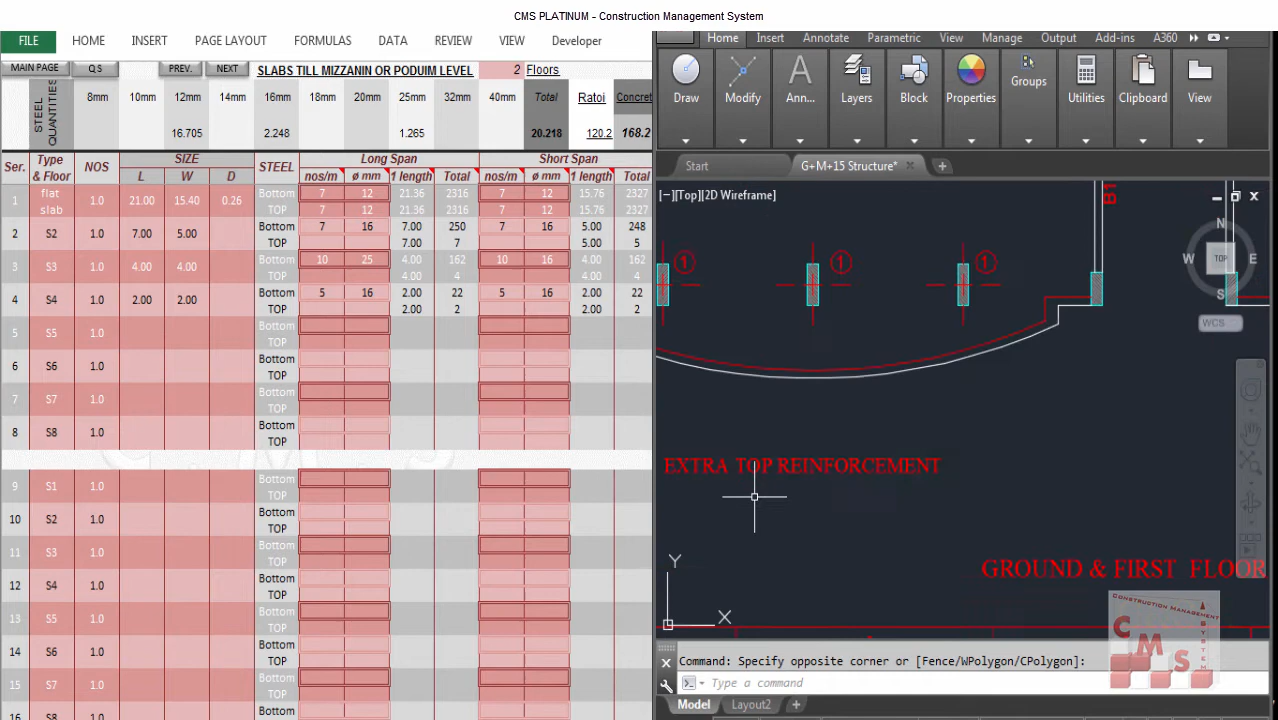 CMS PLATINUM - Construction Management System
FILE HOME INSERT PAGE LAYOUT FORMULAS DATA REVIEW VIEW Developer
MAIN PAGE Q S PREV. NEXT SLABS TILL MIZZANIN OR PODUIM LEVEL 2 Floors
STEEL QUANTITIES 8mm 10mm 12mm 14mm 16mm 18mm 20mm 25mm 32mm 40mm Total Ratoi Concrete
16.705 2.248 1.265 20.218 120.2 168.2
Ser. Type & Floor NOS SIZE STEEL Long Span Short Span
L W D nos/m ø mm 1 length Total nos/m ø mm 1 length Total
1 flat slab 1.0 21.00 15.40 0.26 Bottom 7 12 21.36 2316 7 12 15.76 2327
TOP 7 12 21.36 2316 7 12 15.76 2327
2 S2 1.0 7.00 5.00 Bottom 7 16 7.00 250 7 16 5.00 248
TOP 7.00 7 5.00 5
3 S3 1.0 4.00 4.00 Bottom 10 25 4.00 162 10 16 4.00 162
TOP 4.00 4 4.00 4
4 S4 1.0 2.00 2.00 Bottom 5 16 2.00 22 5 16 2.00 22
TOP 2.00 2 2.00 2
5 S5 1.0 Bottom
TOP
6 S6 1.0 Bottom
TOP
7 S7 1.0 Bottom
TOP
8 S8 1.0 Bottom
TOP
9 S1 1.0 Bottom
TOP
10 S2 1.0 Bottom
TOP
11 S3 1.0 Bottom
TOP
12 S4 1.0 Bottom
TOP
13 S5 1.0 Bottom
TOP
14 S6 1.0 Bottom
TOP
15 S7 1.0 Bottom
TOP
16 S8 1.0 Bottom
Home Insert Annotate Parametric View Manage Output Add-ins A360
Draw Modify Ann... Layers Block Properties Groups Utilities Clipboard View
Start G+M+15 Structure*
[−][Top][2D Wireframe]
B1
N
W TOP E
S
WCS
1 1 1
EXTRA TOP REINFORCEMENT
GROUND & FIRST FLOOR
Y
X
CONSTRUCTION MANAGEMENT SYSTEM
CMS
Command: Specify opposite corner or [Fence/WPolygon/CPolygon]:
Type a command
Model Layout2